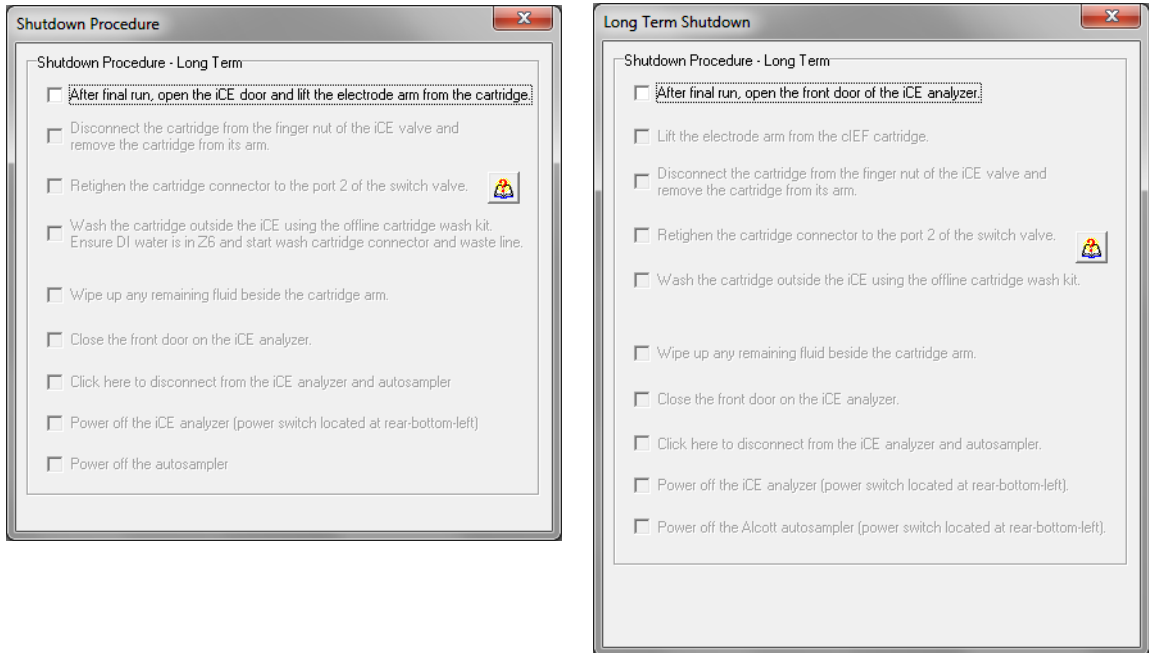 Shutdown Procedure
Shutdown Procedure - Long Term
After final run, open the iCE door and lift the electrode arm from the cartridge.
Disconnect the cartridge from the finger nut of the iCE valve and
remove the cartridge from its arm.
Retighen the cartridge connector to the port 2 of the switch valve.
Wash the cartridge outside the iCE using the offline cartridge wash kit.
Ensure DI water is in Z6 and start wash cartridge connector and waste line.
Wipe up any remaining fluid beside the cartridge arm.
Close the front door on the iCE analyzer.
Click here to disconnect from the iCE analyzer and autosampler
Power off the iCE analyzer (power switch located at rear-bottom-left)
Power off the autosampler
Long Term Shutdown
Shutdown Procedure - Long Term
After final run, open the front door of the iCE analyzer.
Lift the electrode arm from the cIEF cartridge.
Disconnect the cartridge from the finger nut of the iCE valve and
remove the cartridge from its arm.
Retighen the cartridge connector to the port 2 of the switch valve.
Wash the cartridge outside the iCE using the offline cartridge wash kit.
Wipe up any remaining fluid beside the cartridge arm.
Close the front door on the iCE analyzer.
Click here to disconnect from the iCE analyzer and autosampler.
Power off the iCE analyzer (power switch located at rear-bottom-left).
Power off the Alcott autosampler (power switch located at rear-bottom-left).